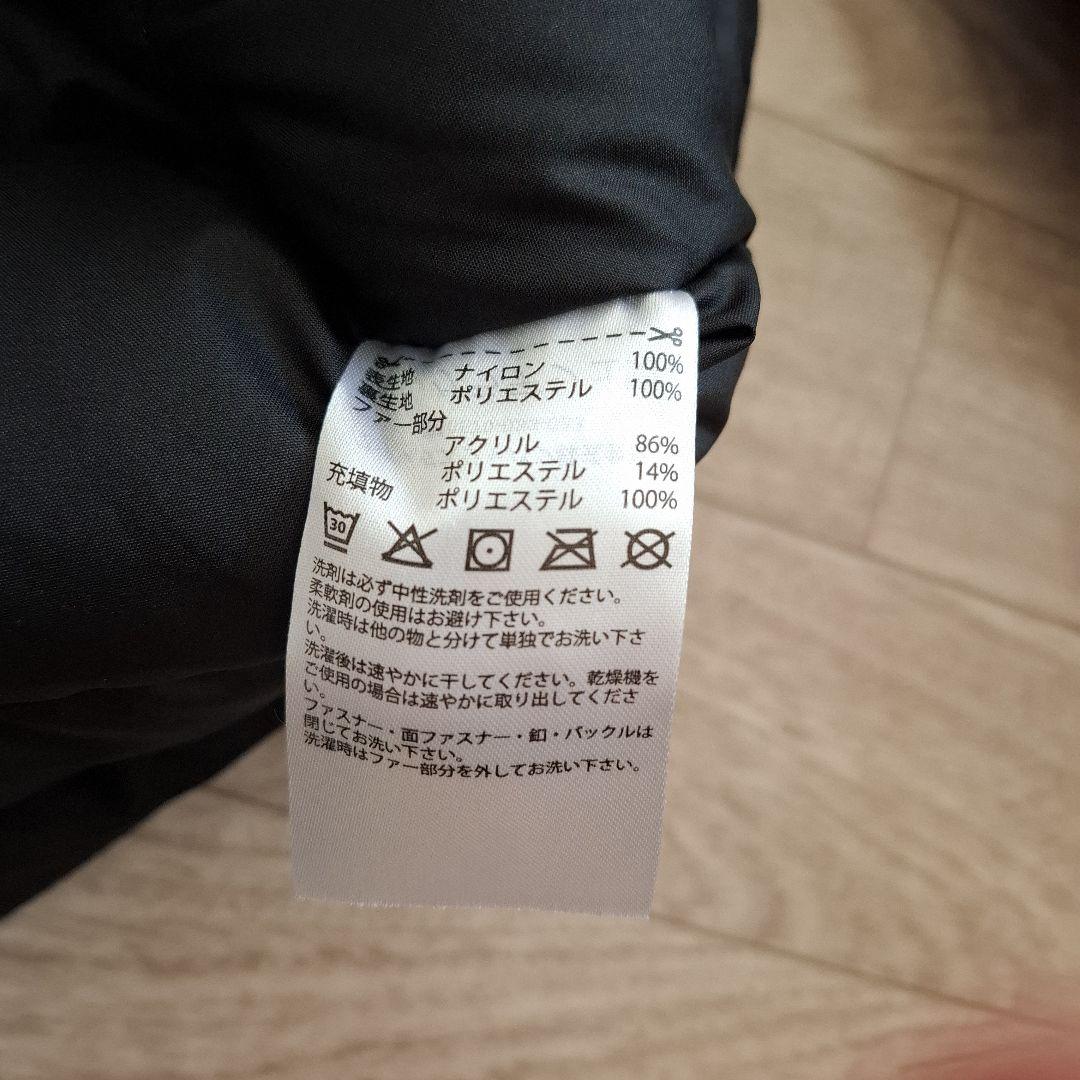 表生地 ナイロン 100%
裏生地 ポリエステル 100%
ファー部分
アクリル 86%
ポリエステル 14%
充填物 ポリエステル 100%
30
洗剤は必ず中性洗剤をご使用ください。
柔軟剤の使用はお避け下さい。
洗濯時は他の物と分けて単独でお洗い下さ
い。
洗濯後は速やかに干してください。乾燥機を
ご使用の場合は速やかに取り出してくださ
い。
ファスナー・面ファスナー・釦・バックルは
閉じてお洗い下さい。
洗濯時はファー部分を外してお洗い下さい。